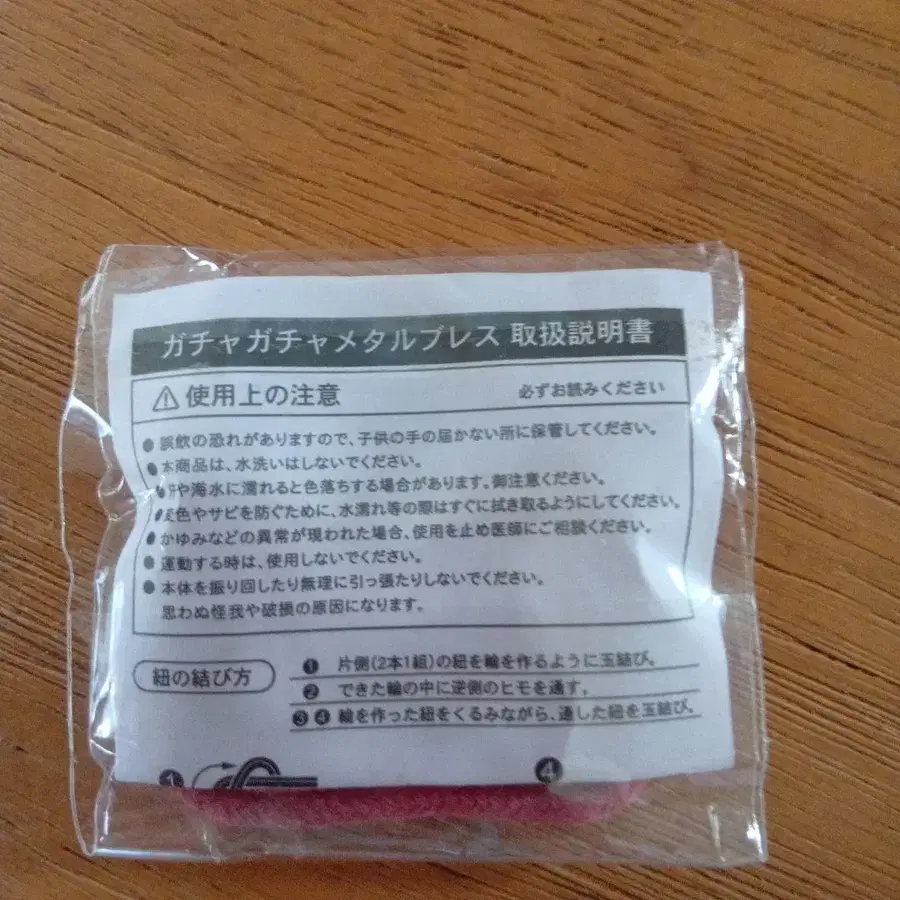 ガチャガチャメタルブレス 取扱説明書
⚠ 使用上の注意 必ずお読みください
● 誤飲の恐れがありますので、子供の手の届かない所に保管してください。
● 本商品は、水洗いはしないでください。
や海水に濡れると色落ちする場合があります。御注意ください。
色やサビを防ぐために、水濡れ等の際はすぐに拭き取るようにしてください。
● かゆみなどの異常が現われた場合、使用を止め医師にご相談ください。
● 運動する時は、使用しないでください。
● 本体を振り回したり無理に引っ張たりしないでください。
思わぬ怪我や破損の原因になります。
紐の結び方
❶ 片側(2本1組)の紐を輪を作るように玉結び。
❷ できた輪の中に逆側のヒモを通す。
❸❹ 輪を作った紐をくるみながら、通した紐を玉結び。
❶ ❹